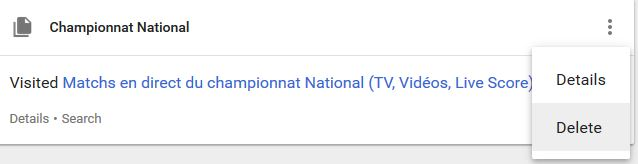 Championnat National
Visited Matchs en direct du championnat National (TV, Vidéos, Live Score)
Details
Details • Search
Delete